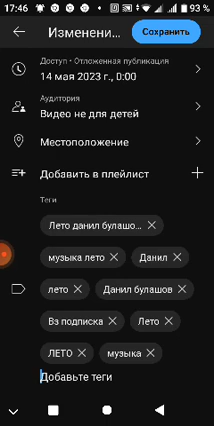 17:46 93 %
Изменени... Сохранить
Доступ • Отложенная публикация
14 мая 2023 г., 0:00
Аудитория
Видео не для детей
Местоположение
Добавить в плейлист
Теги
Лето данил булашо...
музыка лето Данил
лето Данил булашов
Вз подписка Лето
ЛЕТО музыка
Добавьте теги